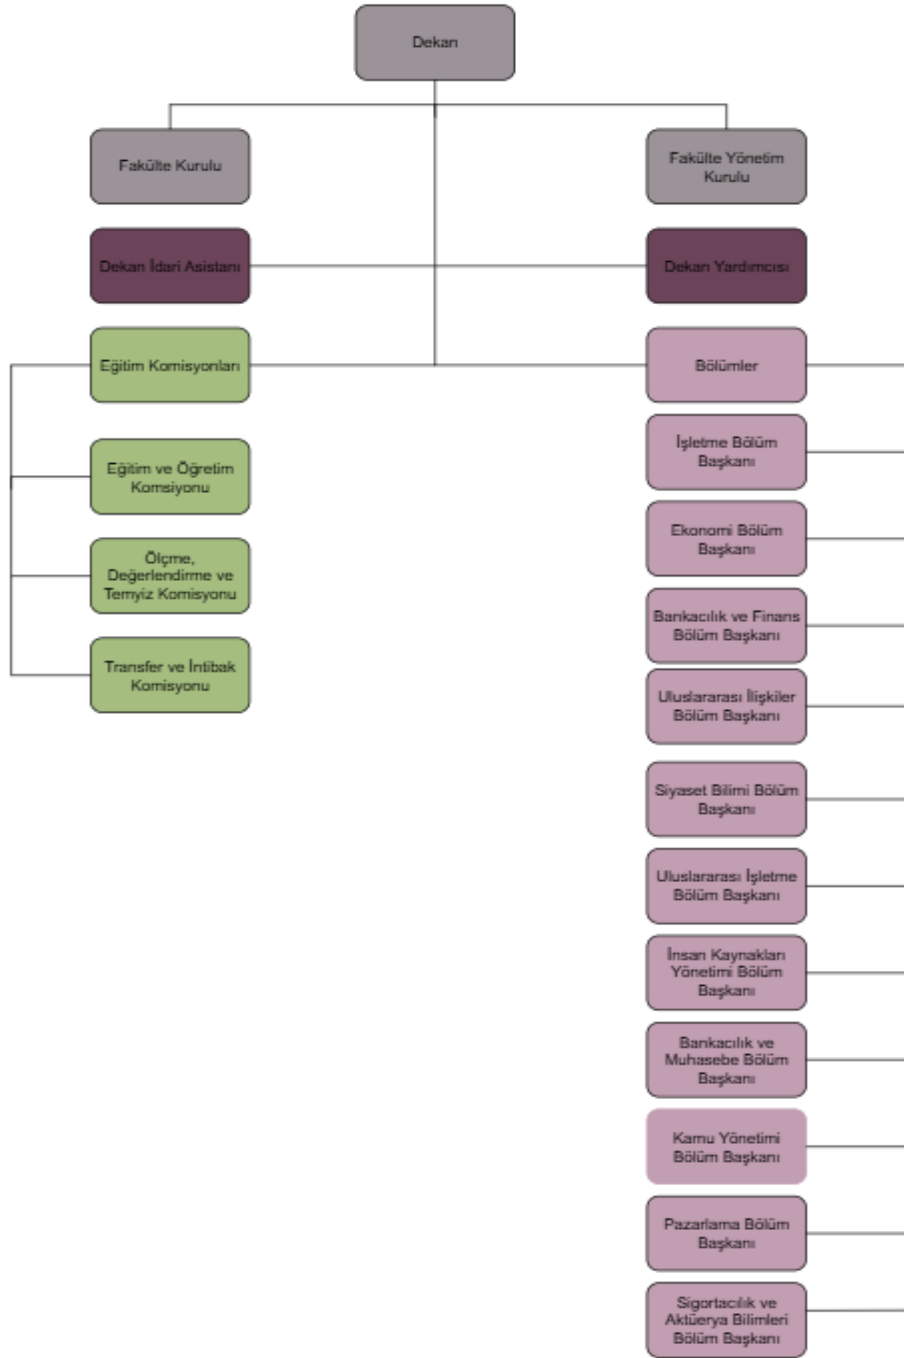 Dekan
Fakülte Kurulu
Fakülte Yönetim
Kurulu
Dekan İdari Asistanı
Dekan Yardımcısı
Eğitim Komisyonları
Bölümler
Eğitim ve Öğretim
Komsiyonu
Ölçme,
Değerlendirme ve
Temyiz Komisyonu
Transfer ve İntibak
Komisyonu
İşletme Bölüm
Başkanı
Ekonomi Bölüm
Başkanı
Bankacılık ve Finans
Bölüm Başkanı
Uluslararası İlişkiler
Bölüm Başkanı
Siyaset Bilimi Bölüm
Başkanı
Uluslararası İşletme
Bölüm Başkanı
İnsan Kaynakları
Yönetimi Bölüm
Başkanı
Bankacılık ve
Muhasebe Bölüm
Başkanı
Kamu Yönetimi
Bölüm Başkanı
Pazarlama Bölüm
Başkanı
Sigortacılık ve
Aktüerya Bilimleri
Bölüm Başkanı